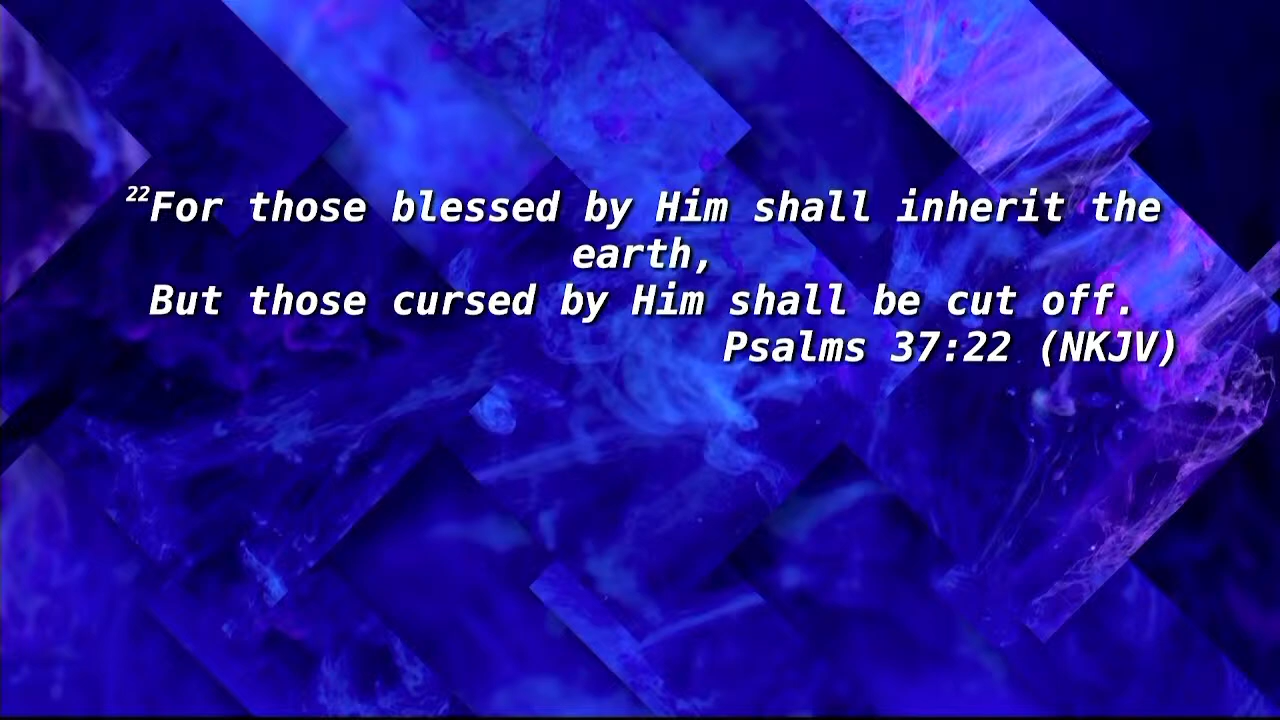 22For those blessed by Him shall inherit the
earth,
But those cursed by Him shall be cut off.
Psalms 37:22 (NKJV)